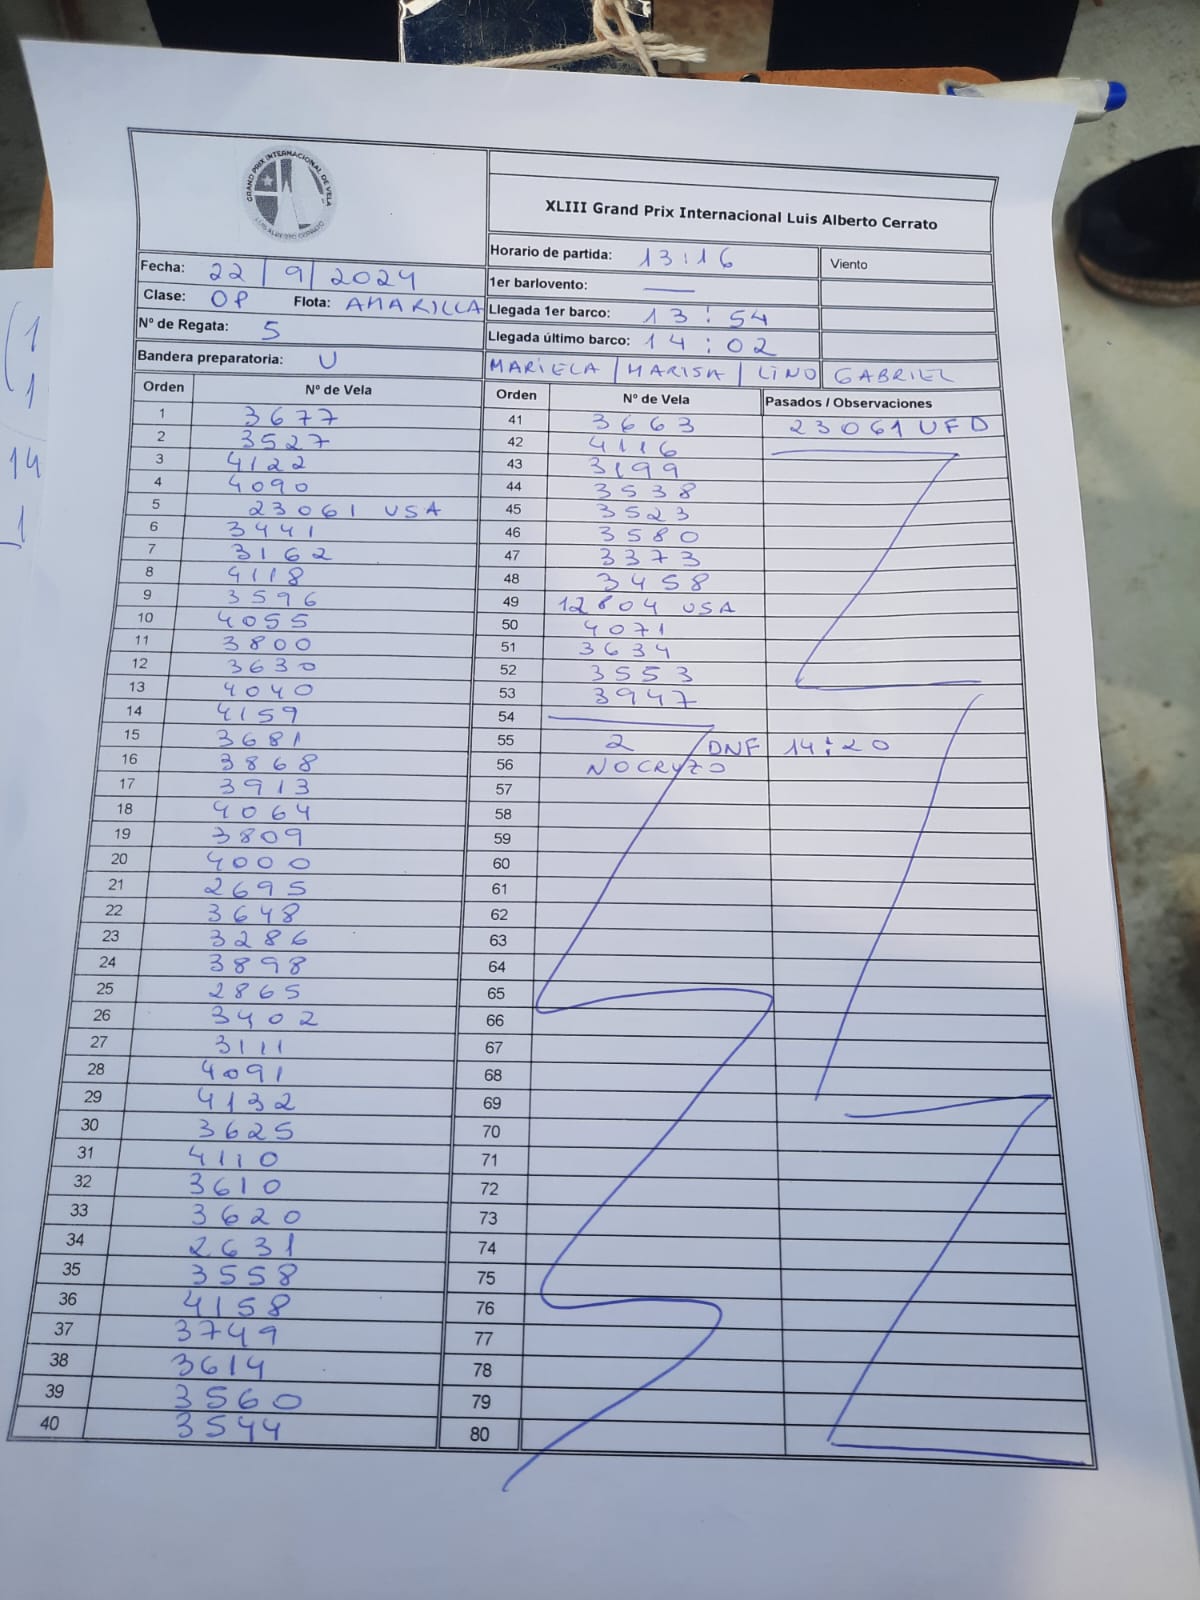 GRAND PRIX INTERNACIONAL DE VELA
LUIS ALBERTO CERRATO
XLIII Grand Prix Internacional Luis Alberto Cerrato
Horario de partida: 13:16 Viento
Fecha: 22/9/2024 1er barlovento: —
Clase: OP Flota: AMARILLA Llegada 1er barco: 13:54
Nº de Regata: 5 Llegada último barco: 14:02
Bandera preparatoria: U MARIELA / MARISA / LINO GABRIEL
Orden Nº de Vela Orden Nº de Vela Pasados / Observaciones
1 3677 41 3663 23061 UFD
2 3527 42 4116
3 4122 43 3199
4 4090 44 3538
5 23061 USA 45 3523
6 3441 46 3580
7 3162 47 3373
8 4118 48 3458
9 3596 49 12804 USA
10 4055 50 4071
11 3800 51 3634
12 3630 52 3553
13 4040 53 3947
14 4159 54
15 3681 55 2 DNF 14:20
16 3868 56 NO CRUZO
17 3913 57
18 4064 58
19 3809 59
20 4000 60
21 2695 61
22 3648 62
23 3286 63
24 3898 64
25 2865 65
26 3402 66
27 3111 67
28 4091 68
29 4132 69
30 3625 70
31 4110 71
32 3610 72
33 3620 73
34 2631 74
35 3558 75
36 4158 76
37 3749 77
38 3614 78
39 3560 79
40 3544 80
(1
1
14
1